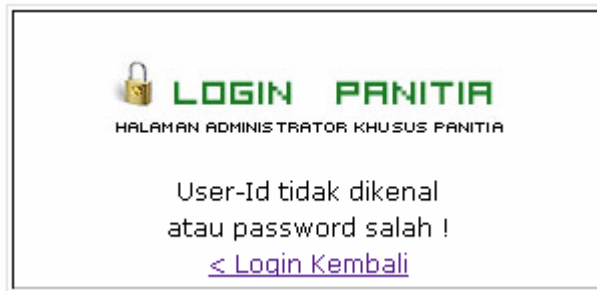 LOGIN PANITIA
HALAMAN ADMINISTRATOR KHUSUS PANITIA
User-Id tidak dikenal
atau password salah !
< Login Kembali